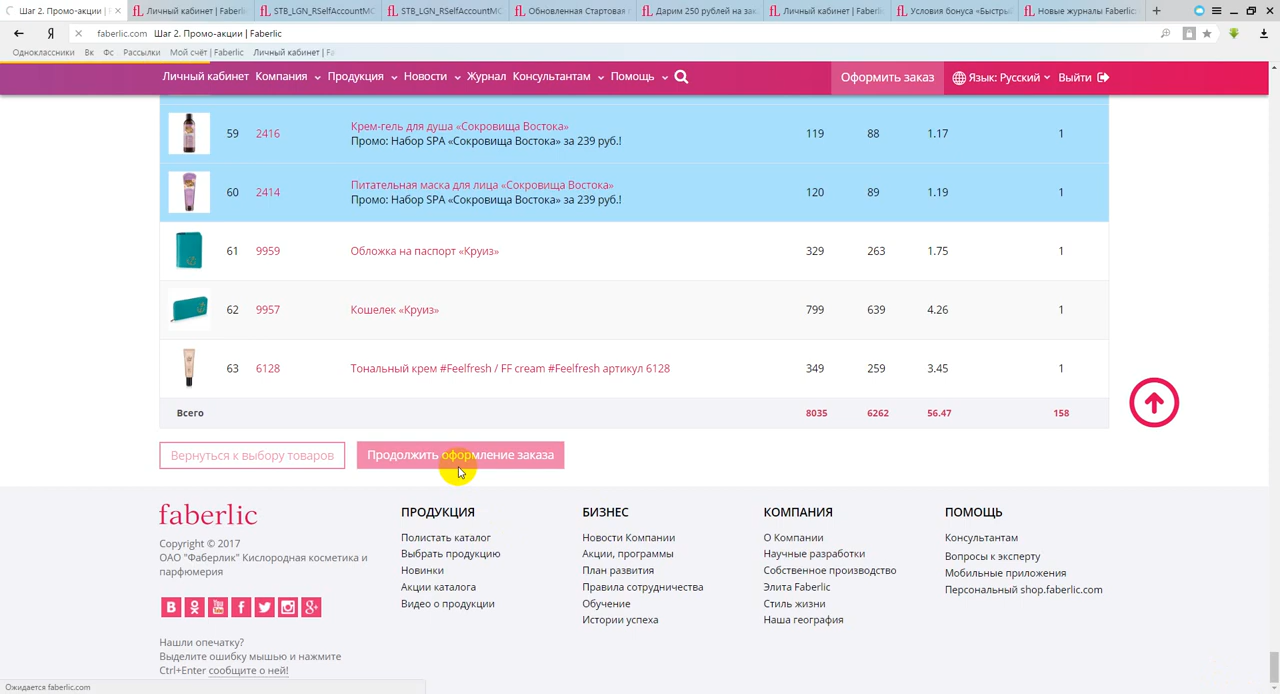 Шаг 2. Промо-акции | F
Личный кабинет | Faberli
STB_LGN_RSelfAccountMC
STB_LGN_RSelfAccountMC
Обновленная Стартовая
Дарим 250 рублей на зак
Личный кабинет | Faberli
Условия бонуса «Быстры
Новые журналы Faberlic
faberlic.com Шаг 2. Промо-акции | Faberlic
Одноклассники Вк Фс Рассылки Мой счёт | Faberlic Личный кабинет | Fa
Личный кабинет Компания Продукция Новости Журнал Консультантам Помощь Оформить заказ Язык: Русский Выйти
59 2416 Крем-гель для душа «Сокровища Востока» 119 88 1.17 1
Промо: Набор SPA «Сокровища Востока» за 239 руб.!
60 2414 Питательная маска для лица «Сокровища Востока» 120 89 1.19 1
Промо: Набор SPA «Сокровища Востока» за 239 руб.!
61 9959 Обложка на паспорт «Круиз» 329 263 1.75 1
62 9957 Кошелек «Круиз» 799 639 4.26 1
63 6128 Тональный крем #Feelfresh / FF cream #Feelfresh артикул 6128 349 259 3.45 1
Всего 8035 6262 56.47 158
Вернуться к выбору товаров Продолжить оформление заказа
faberlic
Copyright © 2017
ОАО "Фаберлик" Кислородная косметика и
парфюмерия
Нашли опечатку?
Выделите ошибку мышью и нажмите
Ctrl+Enter сообщите о ней!
ПРОДУКЦИЯ
Полистать каталог
Выбрать продукцию
Новинки
Акции каталога
Видео о продукции
БИЗНЕС
Новости Компании
Акции, программы
План развития
Правила сотрудничества
Обучение
Истории успеха
КОМПАНИЯ
О Компании
Научные разработки
Собственное производство
Элита Faberlic
Стиль жизни
Наша география
ПОМОЩЬ
Консультантам
Вопросы к эксперту
Мобильные приложения
Персональный shop.faberlic.com
Ожидается faberlic.com